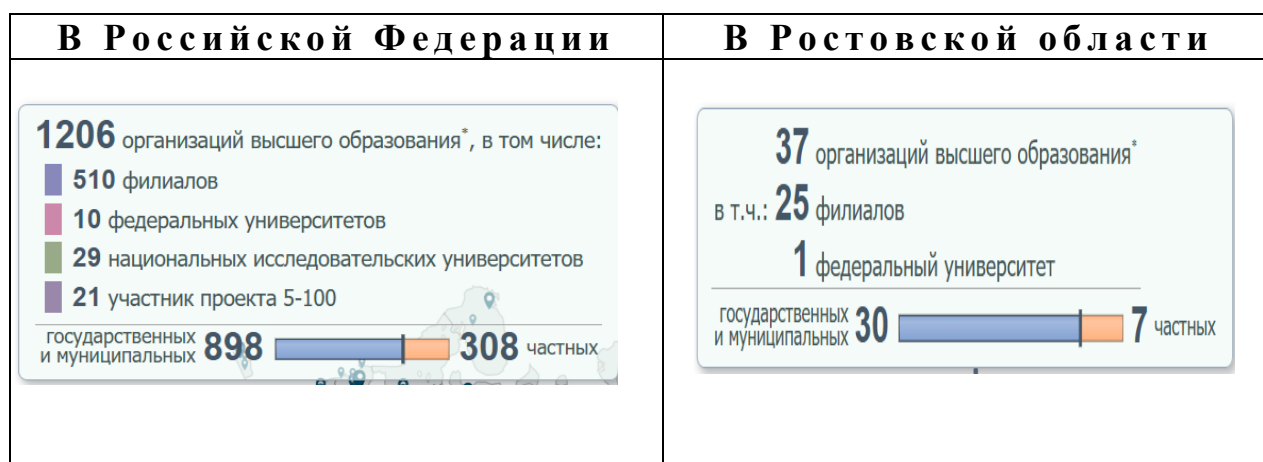 В Российской Федерации
1206 организаций высшего образования*, в том числе:
510 филиалов
10 федеральных университетов
29 национальных исследовательских университетов
21 участник проекта 5-100
государственных
и муниципальных 898 308 частных
В Ростовской области
37 организаций высшего образования*
в т.ч.: 25 филиалов
1 федеральный университет
государственных
и муниципальных 30 7 частных